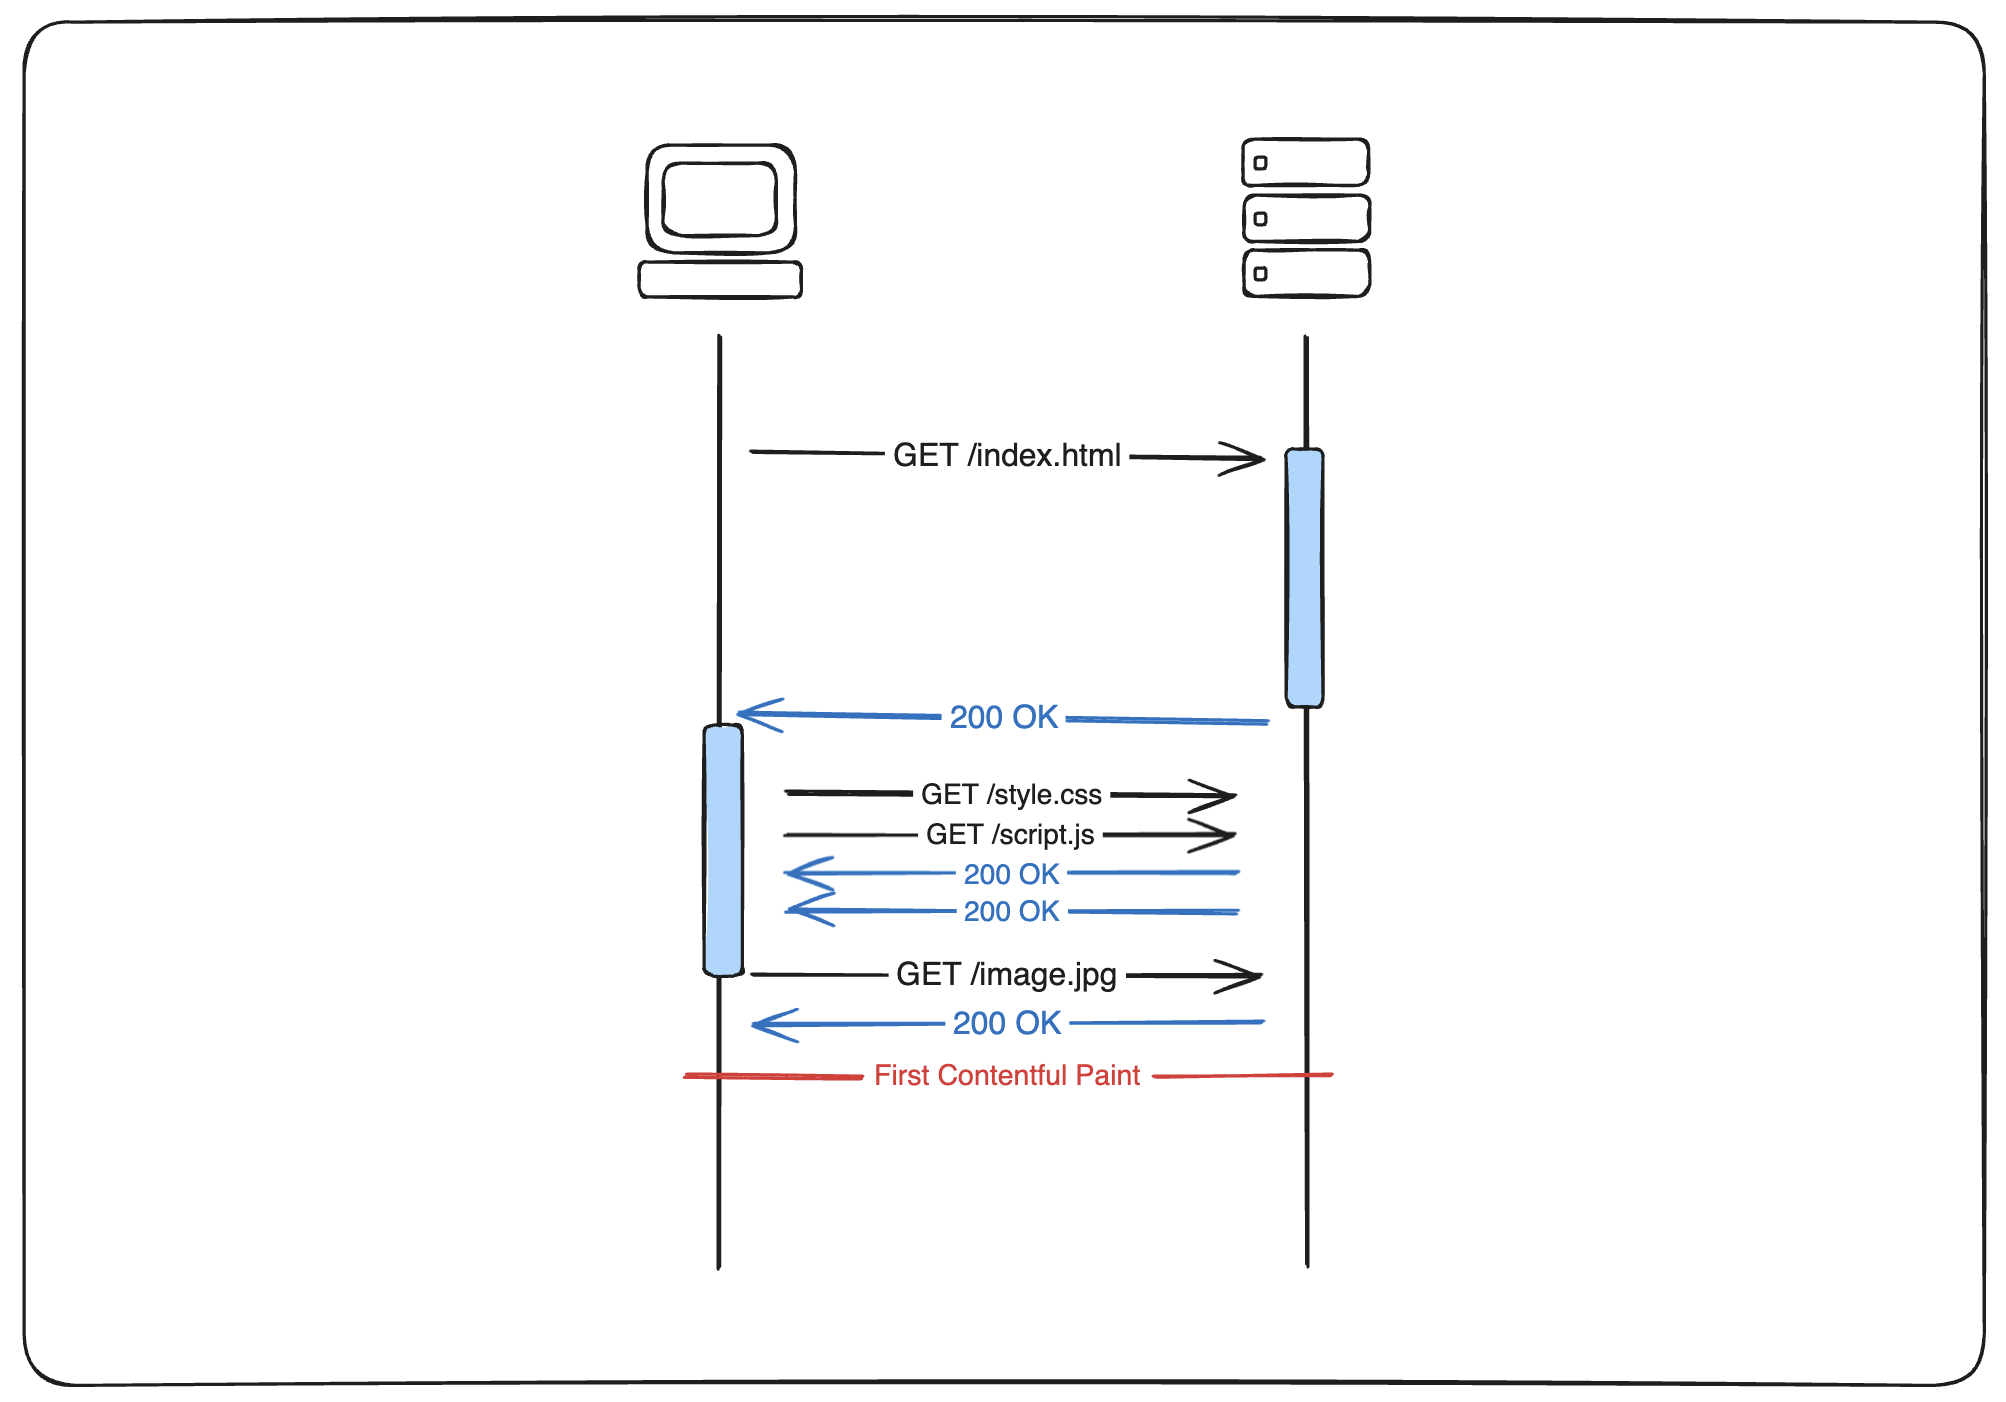 GET /index.html
200 OK
GET /style.css
GET /script.js
200 OK
200 OK
GET /image.jpg
200 OK
First Contentful Paint